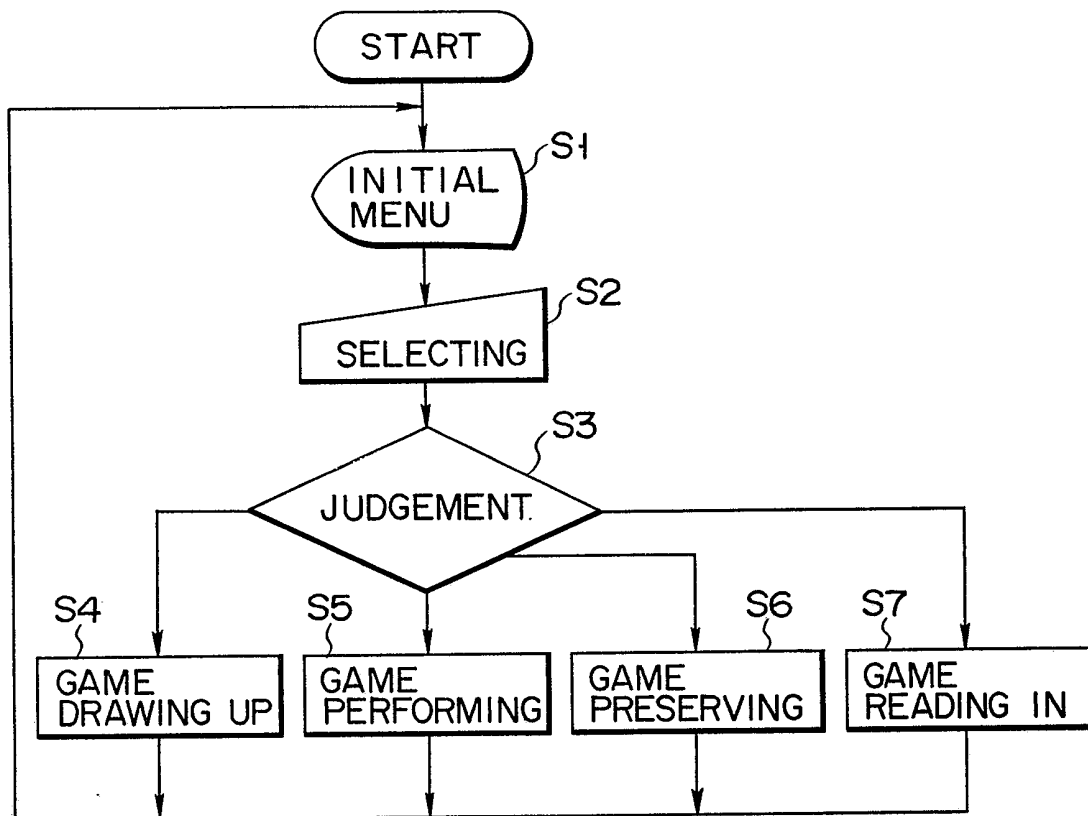 START
S1
INITIAL
MENU
S2
SELECTING
S3
JUDGEMENT.
S4
S5
S6
S7
GAME
DRAWING UP
GAME
PERFORMING
GAME
PRESERVING
GAME
READING IN